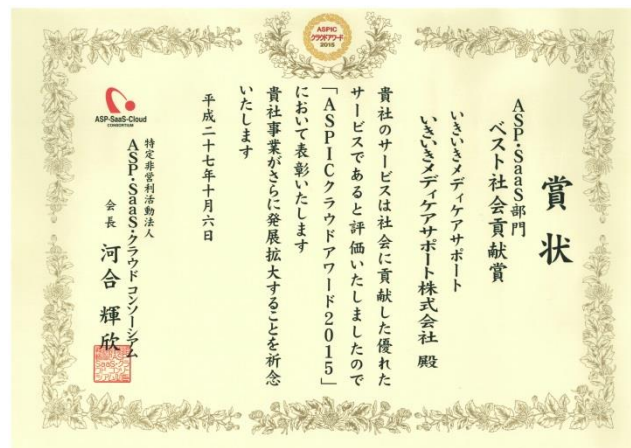 ASPIC
クラウドアワード
2015
賞状
ASP・SaaS部門
ベスト社会貢献賞
いきいきメディケアサポート
いきいきメディケアサポート株式会社 殿
貴社のサービスは社会に貢献した優れた
サービスであると評価いたしましたので
「ASPICクラウドアワード2015」
において表彰いたします
貴社事業がさらに発展拡大することを祈念
いたします
平成二十七年十月六日
ASP-SaaS-Cloud
CONSORTIUM
特定非営利活動法人
ASP・SaaS・クラウド コンソーシアム
会長 河合 輝欣